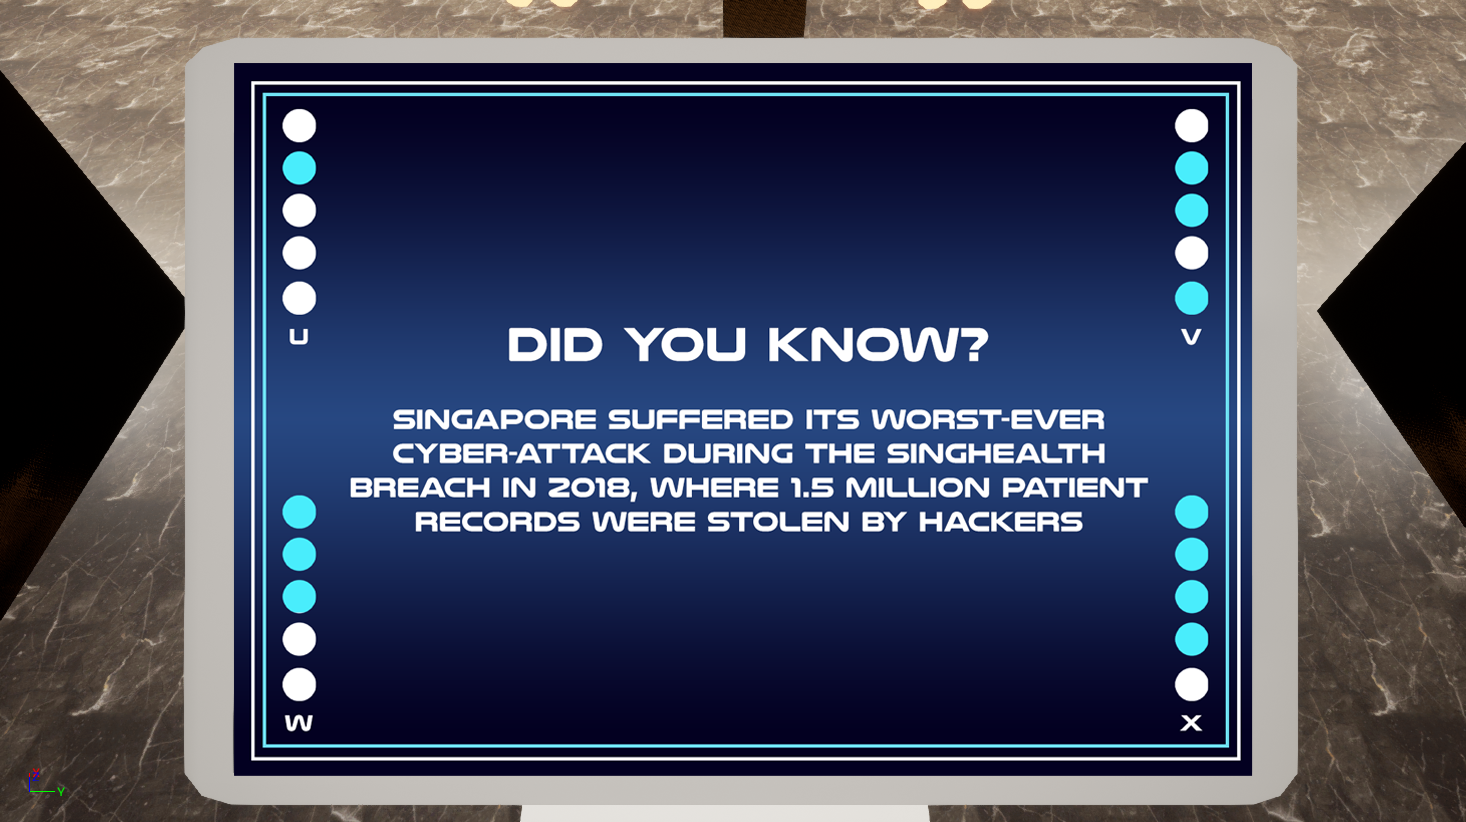 U
V
DID YOU KNOW?
SINGAPORE SUFFERED ITS WORST-EVER
CYBER-ATTACK DURING THE SINGHEALTH
BREACH IN 2018, WHERE 1.5 MILLION PATIENT
RECORDS WERE STOLEN BY HACKERS
W
X
Z
Y